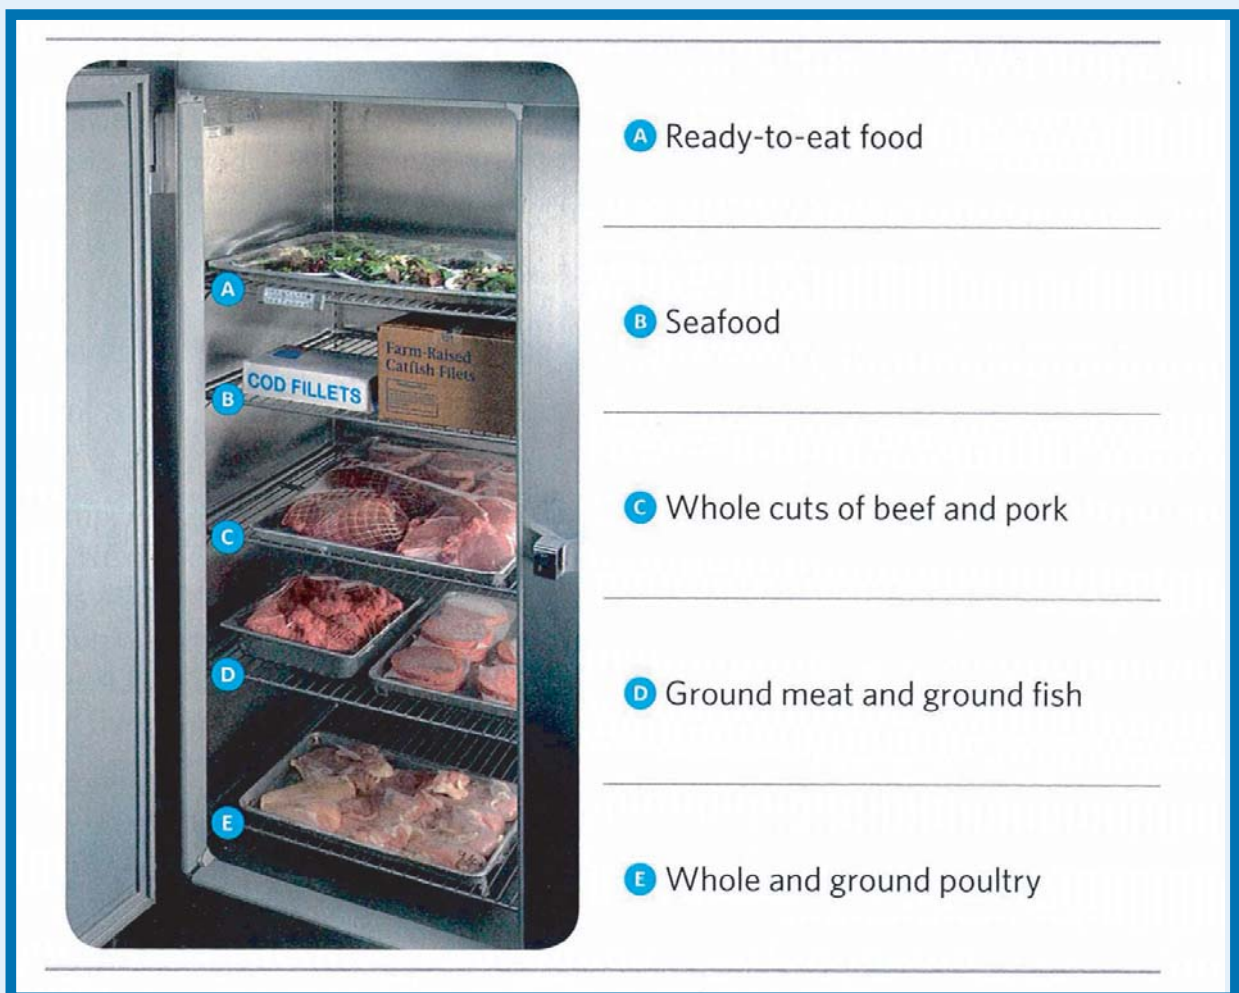 A Ready-to-eat food
B Seafood
C Whole cuts of beef and pork
D Ground meat and ground fish
E Whole and ground poultry
A
Farm-Raised
Catfish Filets
COD FILLETS
B
C
D
E